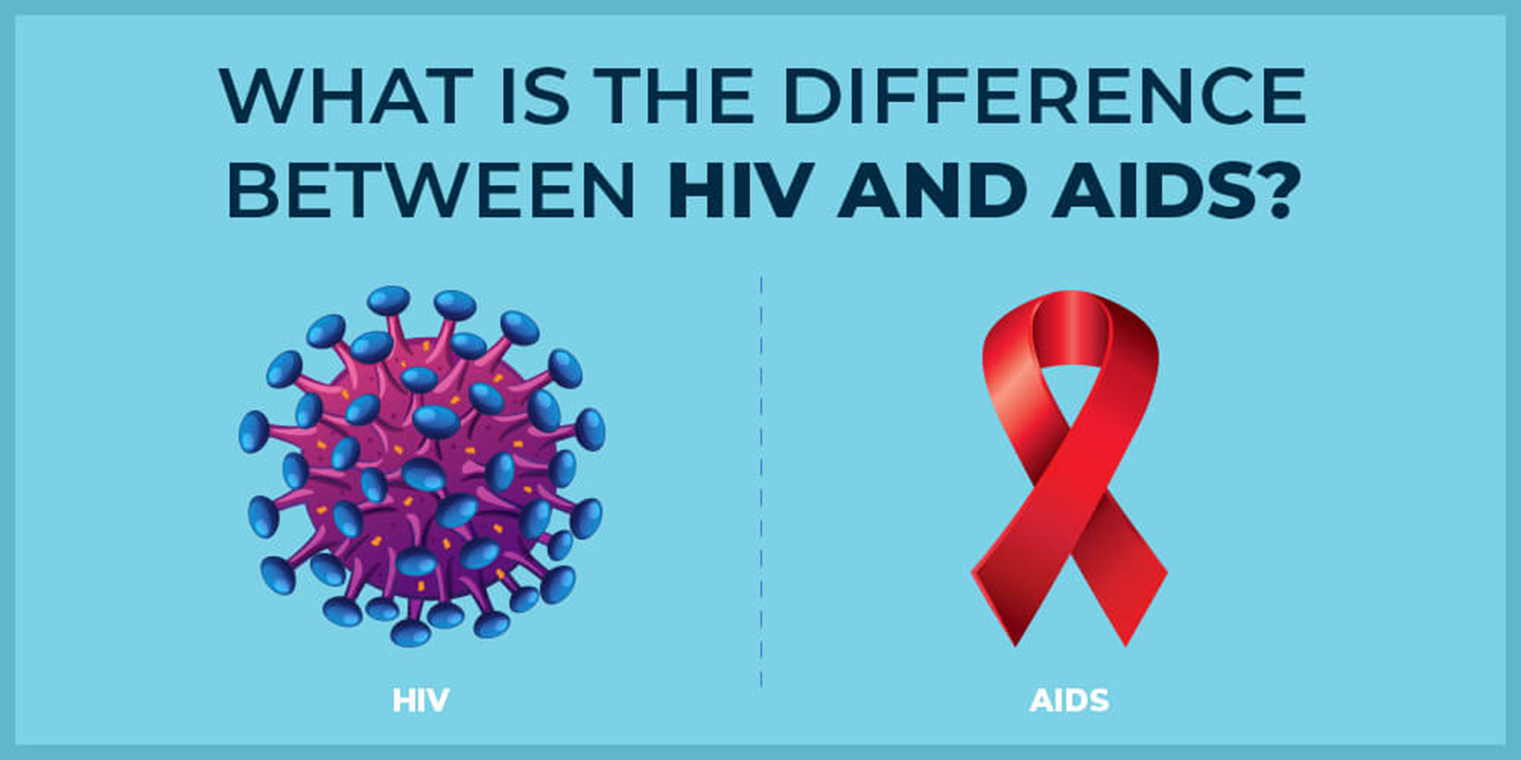 WHAT IS THE DIFFERENCE
BETWEEN HIV AND AIDS?
HIV
AIDS